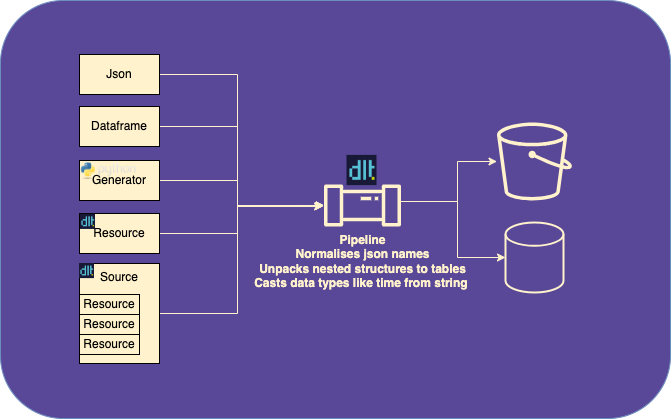 Json
Dataframe
python
Generator
dlt
Resource
dlt
Source
Resource
Resource
Resource
dlt
Pipeline
Normalises json names
Unpacks nested structures to tables
Casts data types like time from string